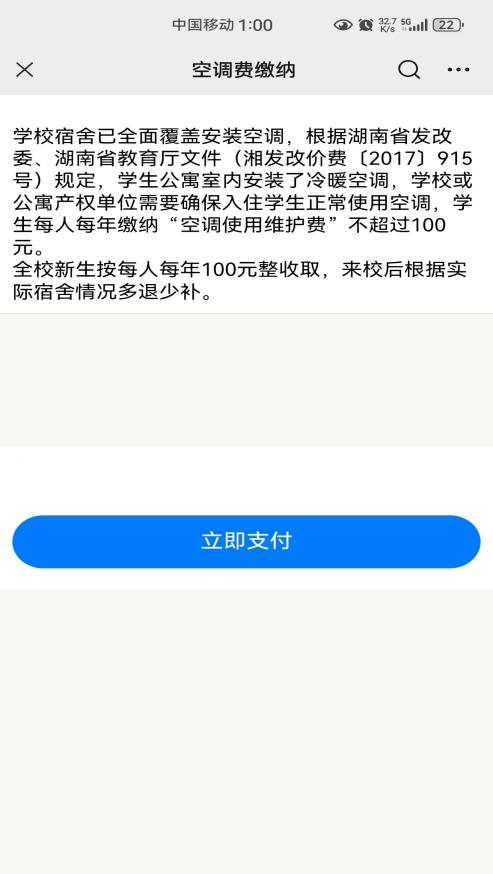 中国移动 1:00
32.7 K/s 5G 22
空调费缴纳
学校宿舍已全面覆盖安装空调，根据湖南省发改
委、湖南省教育厅文件（湘发改价费〔2017〕915
号）规定，学生公寓室内安装了冷暖空调，学校或
公寓产权单位需要确保入住学生正常使用空调，学
生每人每年缴纳“空调使用维护费”不超过100
元。
全校新生按每人每年100元整收取，来校后根据实
际宿舍情况多退少补。
立即支付